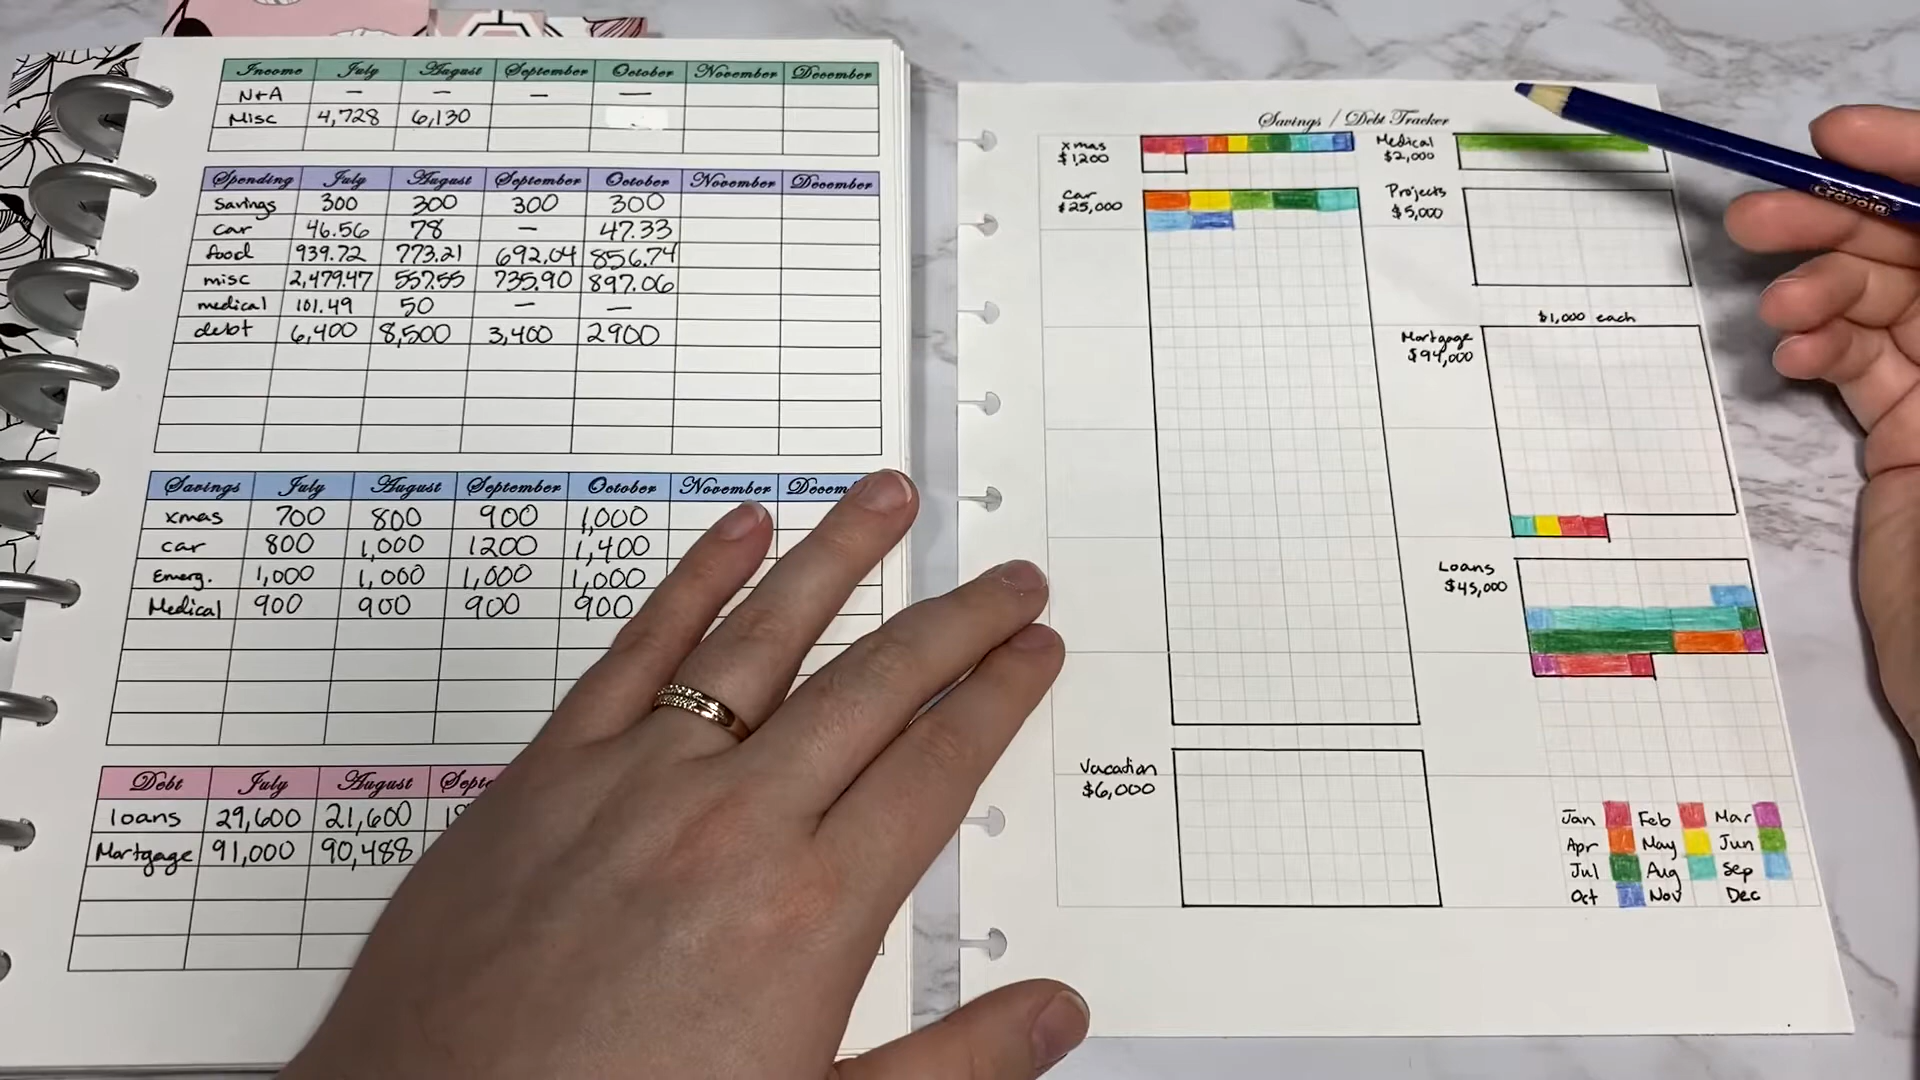 Income July August September October November December
N+A — — — —
Misc 4,728 6,130
Spending July August September October November December
Savings 300 300 300 300
car 46.56 78 — 47.33
food 939.72 773.21 692.04 856.74
misc 2,479.47 557.55 735.90 897.06
medical 101.49 50 — —
debt 6,400 8,500 3,400 2900
Savings July August September October November Decem
xmas 700 800 900 1,000
car 800 1,000 1200 1,400
Emerg. 1,000 1,000 1,000 1,000
Medical 900 900 900 900
Debt July August Septe
loans 29,600 21,600
Mortgage 91,000 90,488
Savings / Debt Tracker
xmas
$1,200
Medical
$2,000
Car
$25,000
Projects
$5,000
$1,000 each
Mortgage
$94,000
Loans
$45,000
Vacation
$6,000
Jan Feb Mar
Apr May Jun
Jul Aug Sep
Oct Nov Dec
Crayola